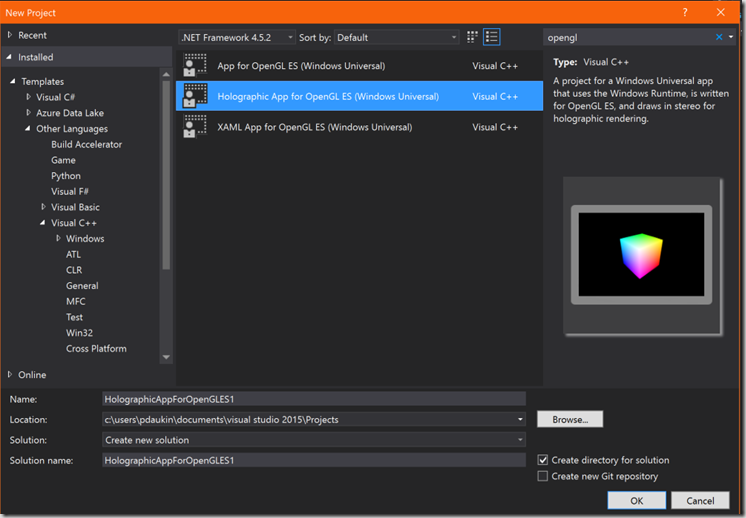 New Project
Recent
Installed
.NET Framework 4.5.2
Sort by:
Default
opengl
Templates
Visual C#
Azure Data Lake
Other Languages
Build Accelerator
Game
Python
Visual F#
Visual Basic
Visual C++
Windows
ATL
CLR
General
MFC
Test
Win32
Cross Platform
Online
App for OpenGL ES (Windows Universal) Visual C++
Holographic App for OpenGL ES (Windows Universal) Visual C++
XAML App for OpenGL ES (Windows Universal) Visual C++
Type: Visual C++
A project for a Windows Universal app
that uses the Windows Runtime, is written
for OpenGL ES, and draws in stereo for
holographic rendering.
Name: HolographicAppForOpenGLES1
Location: c:\users\pdaukin\documents\visual studio 2015\Projects
Browse...
Solution: Create new solution
Solution name: HolographicAppForOpenGLES1
Create directory for solution
Create new Git repository
OK
Cancel